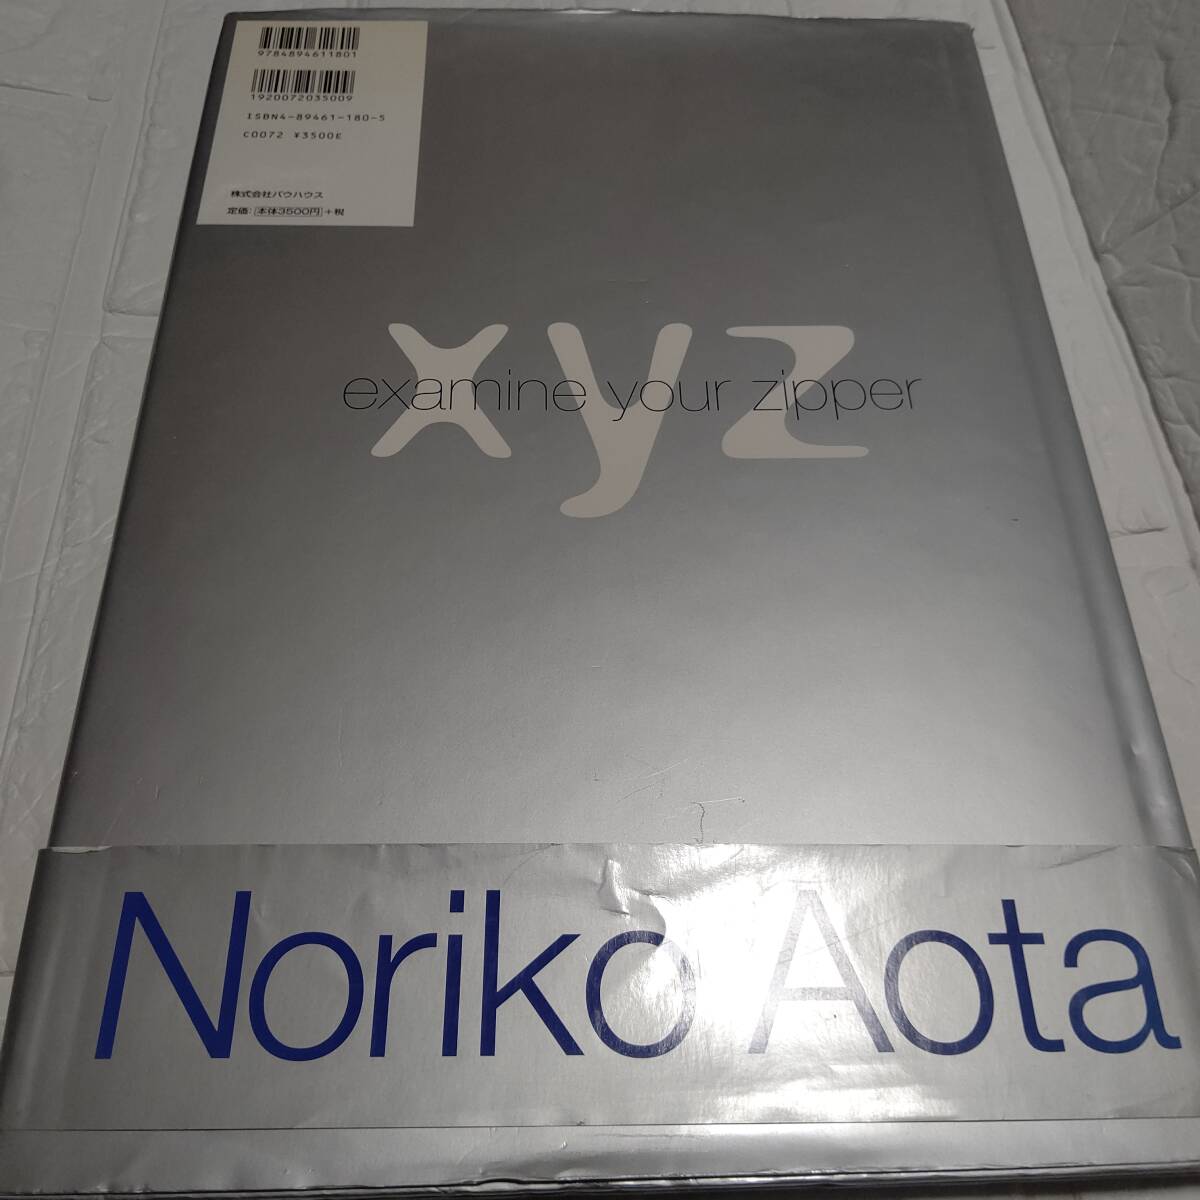 9784894611801
1920072035009
ISBN4-89461-180-5
C0072 ¥3500E
株式会社バウハウス
定価：本体3500円+税
xyz
examine your zipper
Noriko Aota